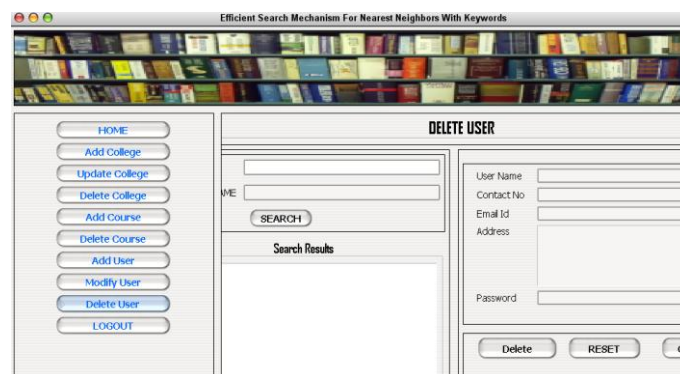 Efficient Search Mechanism For Nearest Neighbors With Keywords
HOME
Add College
Update College
Delete College
Add Course
Delete Course
Add User
Modify User
Delete User
LOGOUT
DELETE USER
AME
SEARCH
Search Results
User Name
Contact No
Email Id
Address
Password
Delete
RESET